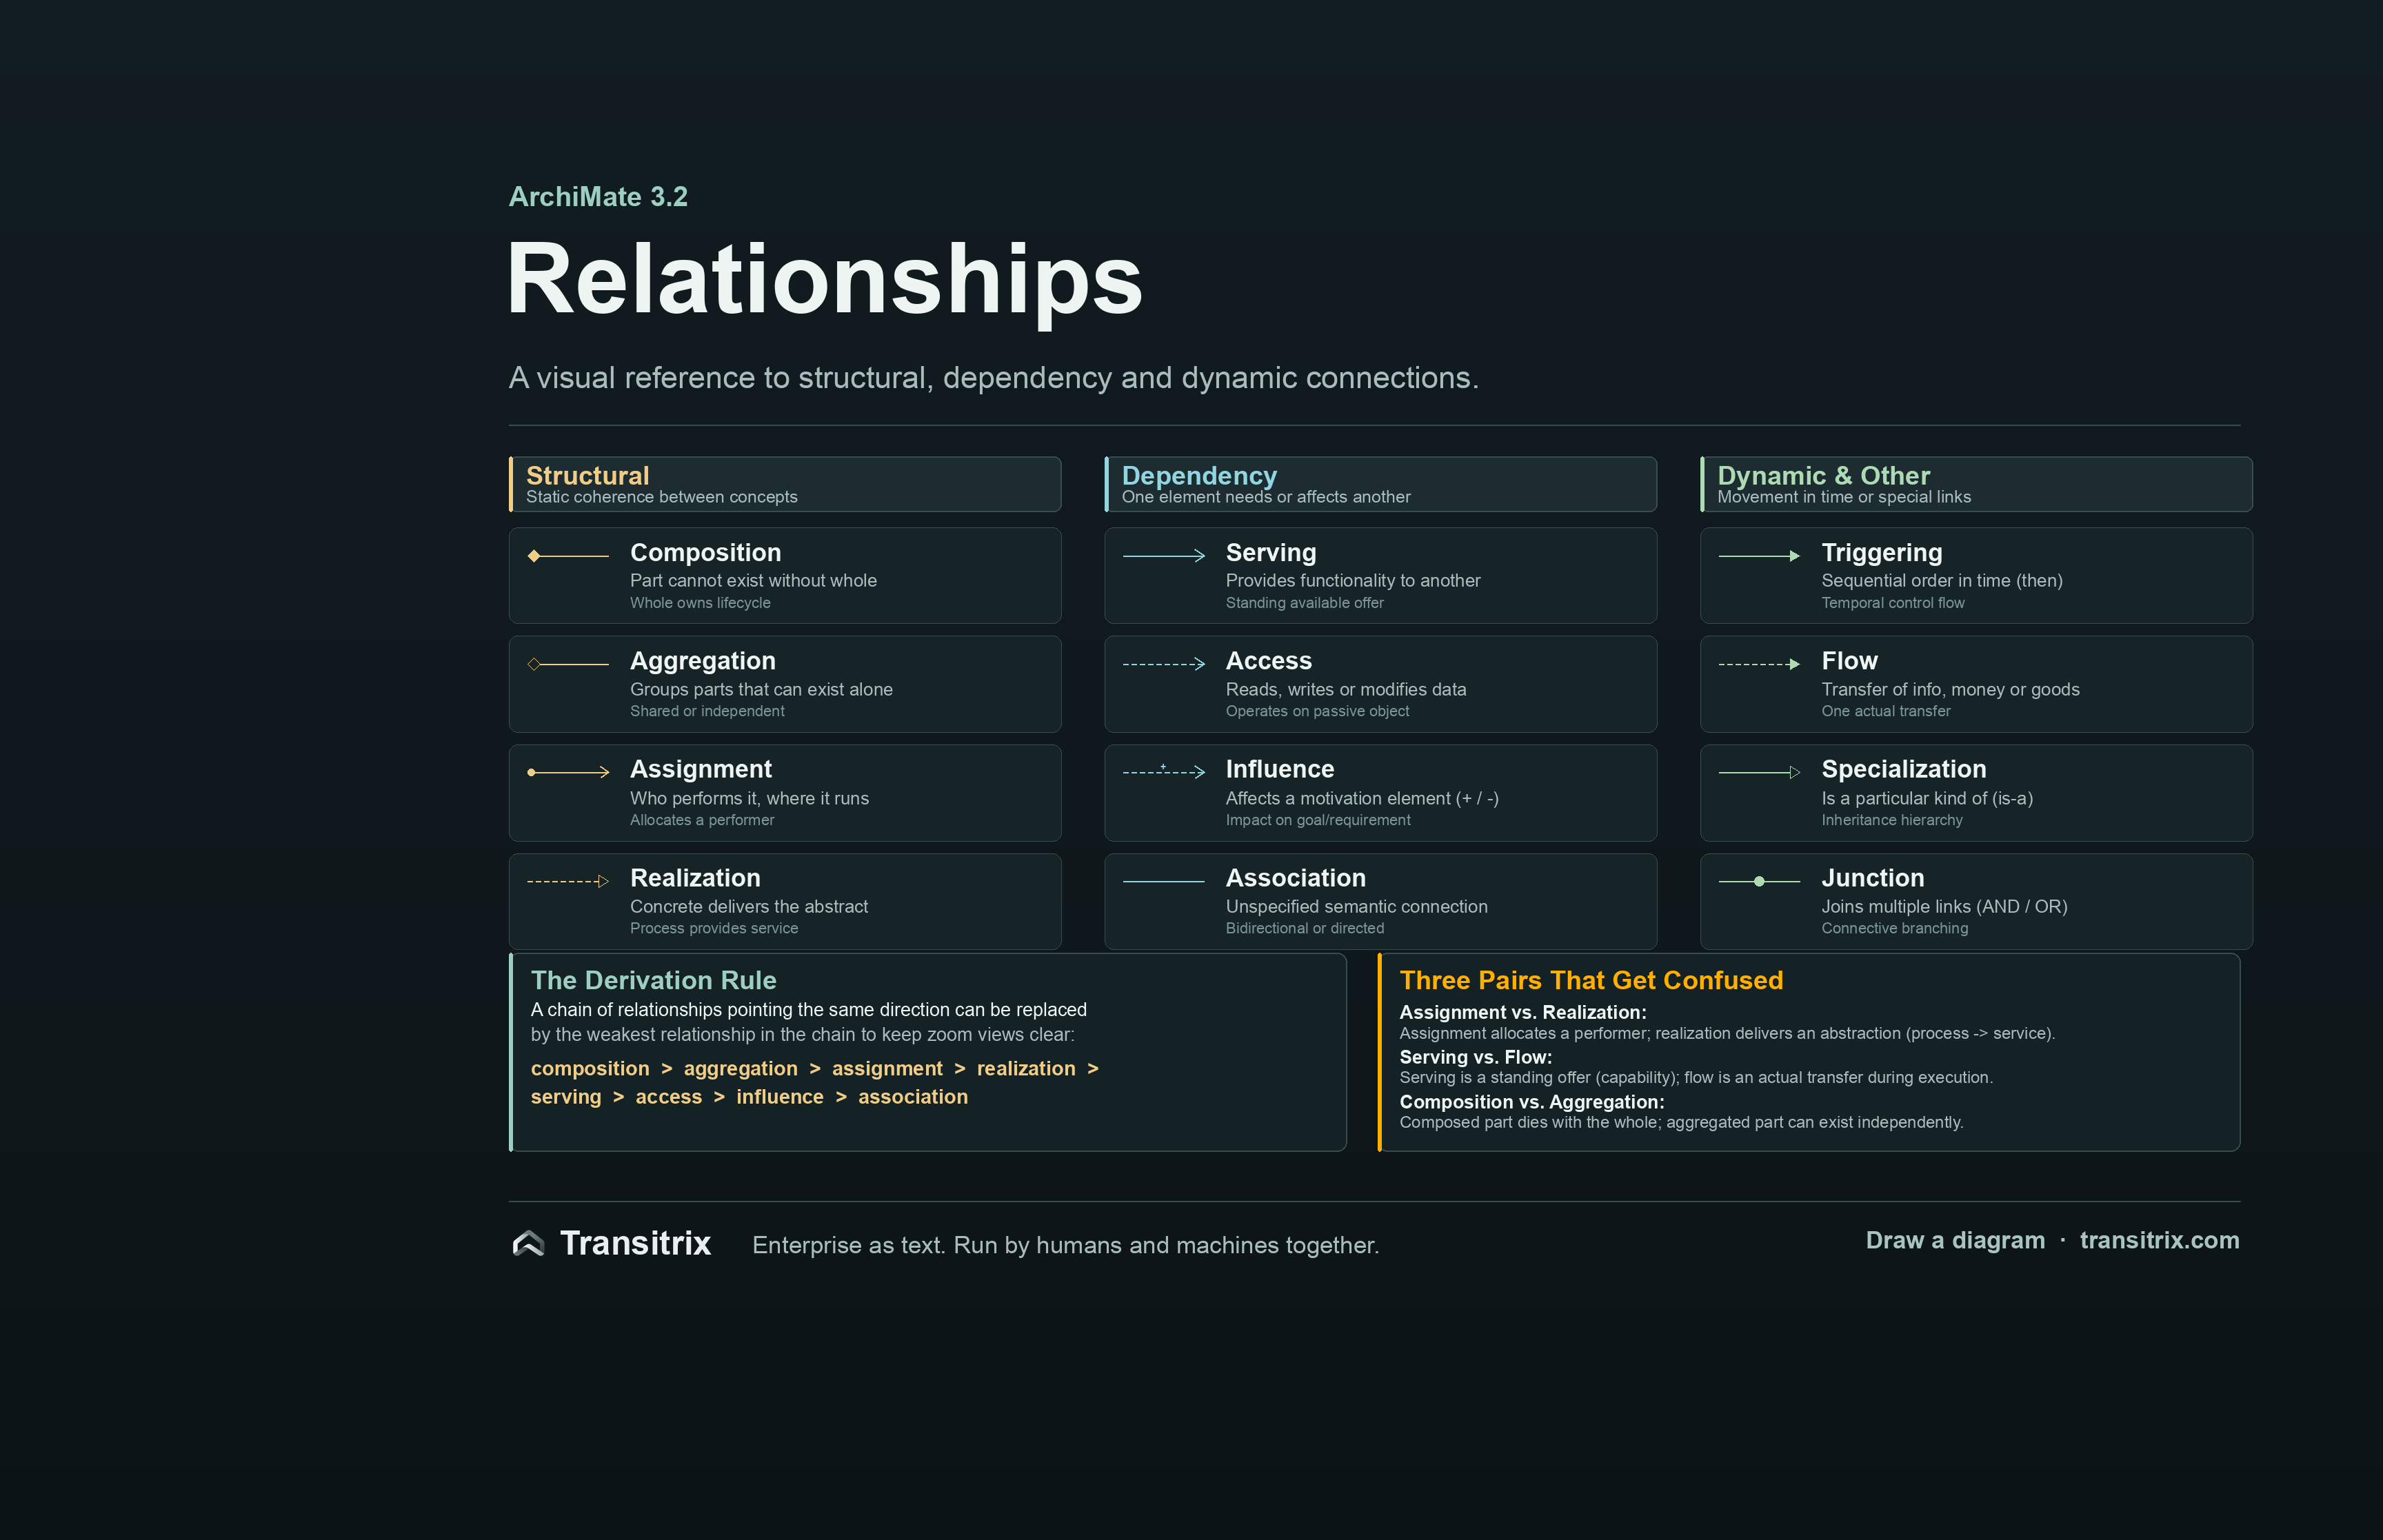 ArchiMate 3.2
Relationships
A visual reference to structural, dependency and dynamic connections.
Structural
Static coherence between concepts
Composition
Part cannot exist without whole
Whole owns lifecycle
Aggregation
Groups parts that can exist alone
Shared or independent
Assignment
Who performs it, where it runs
Allocates a performer
Realization
Concrete delivers the abstract
Process provides service
Dependency
One element needs or affects another
Serving
Provides functionality to another
Standing available offer
Access
Reads, writes or modifies data
Operates on passive object
+
Influence
Affects a motivation element (+ / -)
Impact on goal/requirement
Association
Unspecified semantic connection
Bidirectional or directed
Dynamic & Other
Movement in time or special links
Triggering
Sequential order in time (then)
Temporal control flow
Flow
Transfer of info, money or goods
One actual transfer
Specialization
Is a particular kind of (is-a)
Inheritance hierarchy
Junction
Joins multiple links (AND / OR)
Connective branching
The Derivation Rule
A chain of relationships pointing the same direction can be replaced
by the weakest relationship in the chain to keep zoom views clear:
composition > aggregation > assignment > realization >
serving > access > influence > association
Three Pairs That Get Confused
Assignment vs. Realization:
Assignment allocates a performer; realization delivers an abstraction (process -> service).
Serving vs. Flow:
Serving is a standing offer (capability); flow is an actual transfer during execution.
Composition vs. Aggregation:
Composed part dies with the whole; aggregated part can exist independently.
Transitrix
Enterprise as text. Run by humans and machines together.
Draw a diagram · transitrix.com